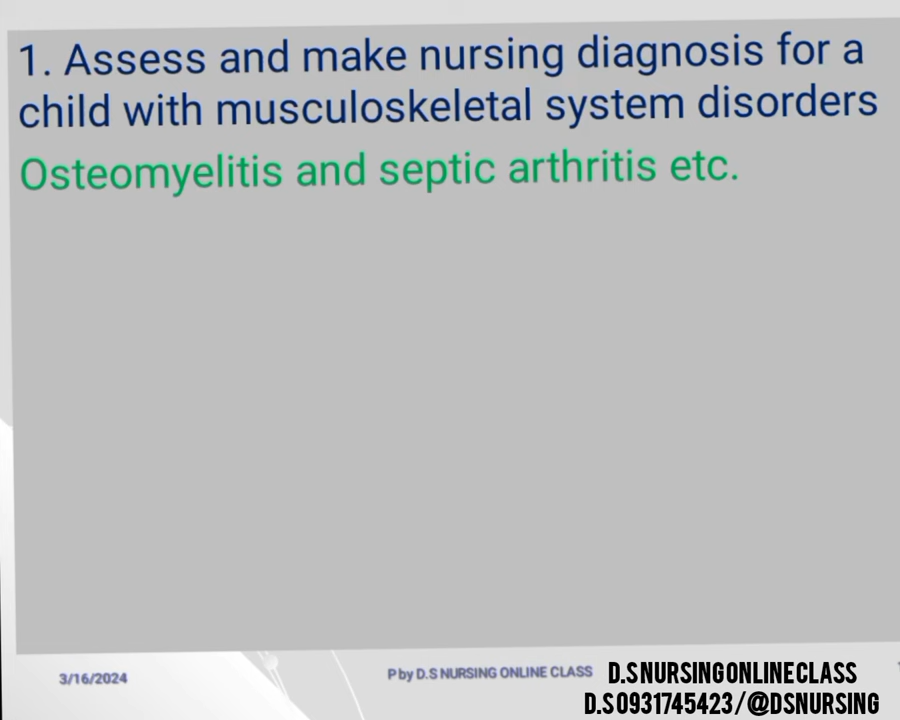 1. Assess and make nursing diagnosis for a
child with musculoskeletal system disorders
Osteomyelitis and septic arthritis etc.
3/16/2024
P by D.S NURSING ONLINE CLASS
D.S NURSING ONLINE CLASS
D.S 0931745423 / @DSNURSING